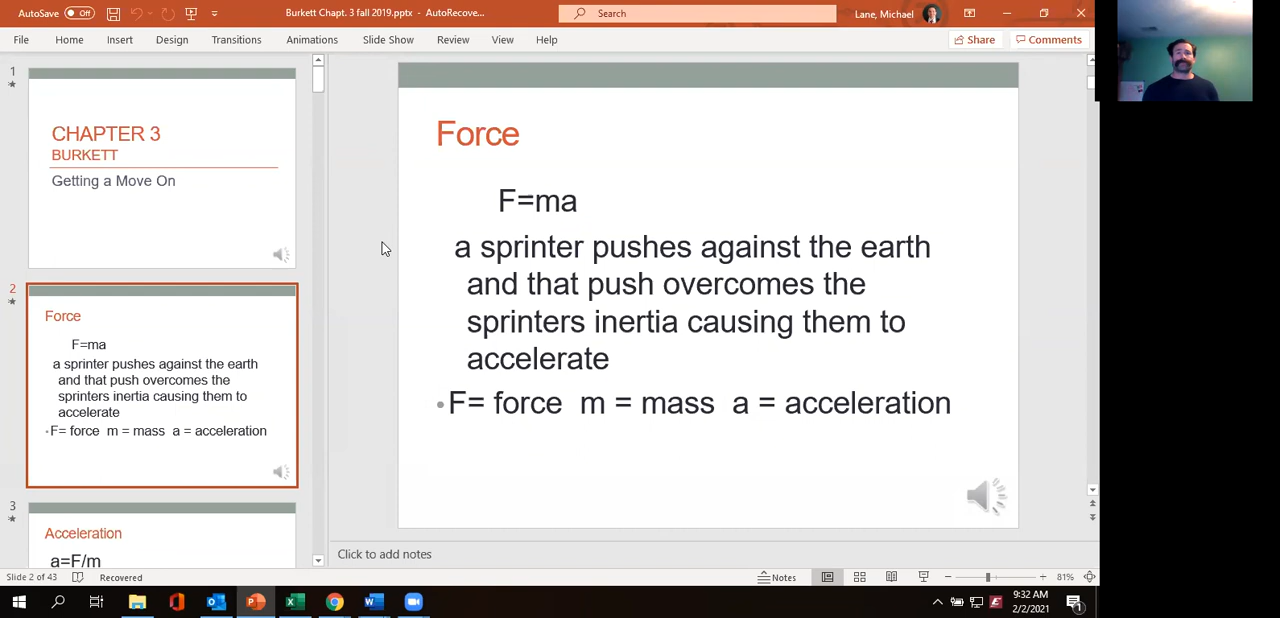 AutoSave Off
Burkett Chapt. 3 fall 2019.pptx - AutoRecove...
Search
Lane, Michael
File Home Insert Design Transitions Animations Slide Show Review View Help
Share Comments
1
CHAPTER 3
BURKETT
Getting a Move On
2
Force
F=ma
a sprinter pushes against the earth
and that push overcomes the
sprinters inertia causing them to
accelerate
•F= force m = mass a = acceleration
3
Acceleration
a=F/m
Force
F=ma
a sprinter pushes against the earth
and that push overcomes the
sprinters inertia causing them to
accelerate
•F= force m = mass a = acceleration
Click to add notes
Slide 2 of 43 Recovered
Notes
81%
9:32 AM
2/2/2021
1